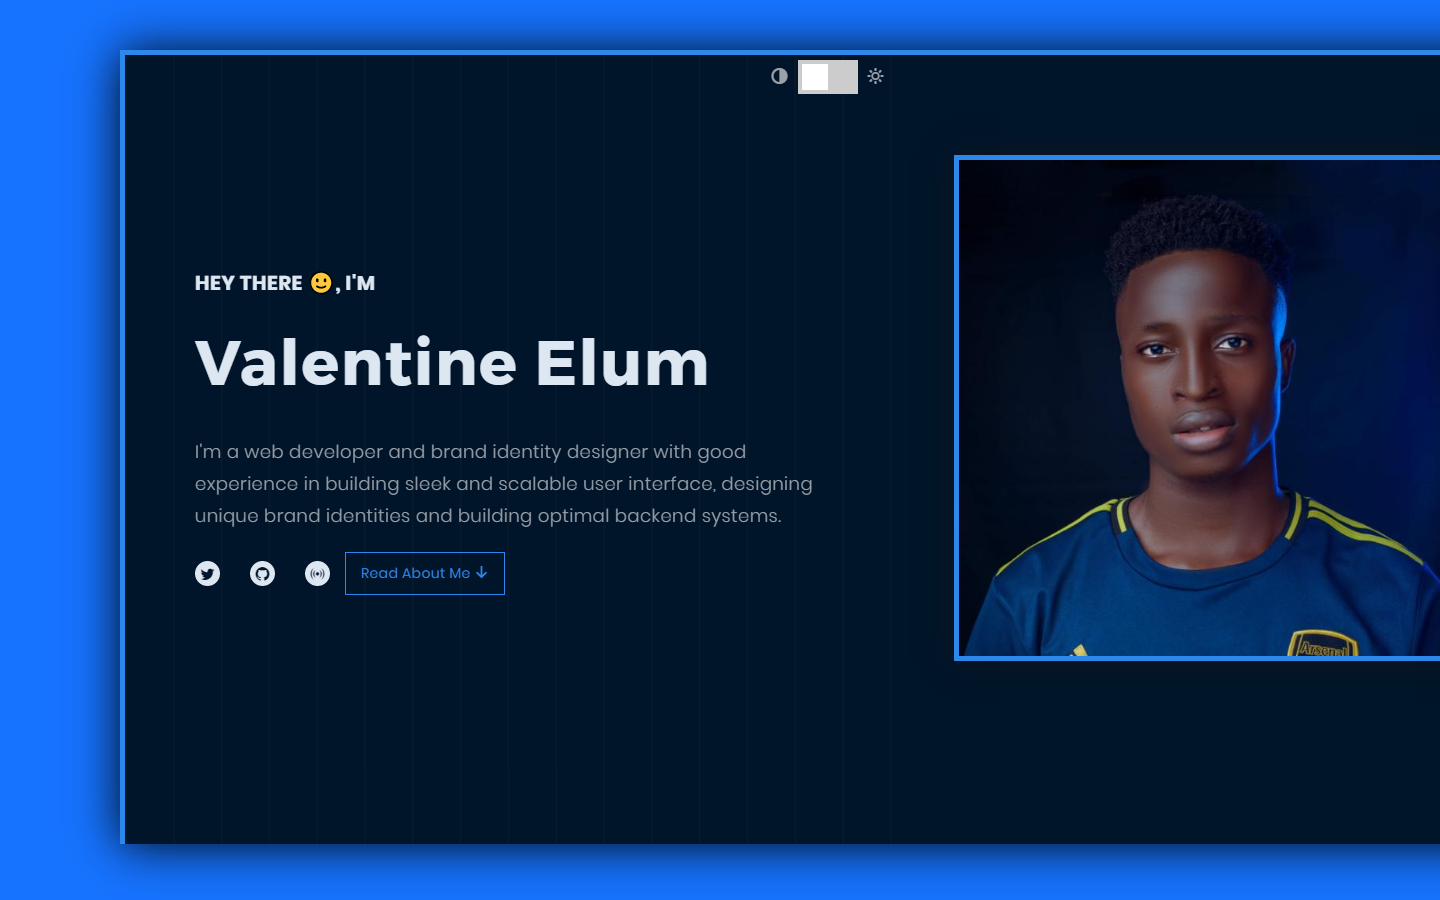 HEY THERE 🙂, I'M
Valentine Elum
I'm a web developer and brand identity designer with good
experience in building sleek and scalable user interface, designing
unique brand identities and building optimal backend systems.
Read About Me ↓
Arsenal